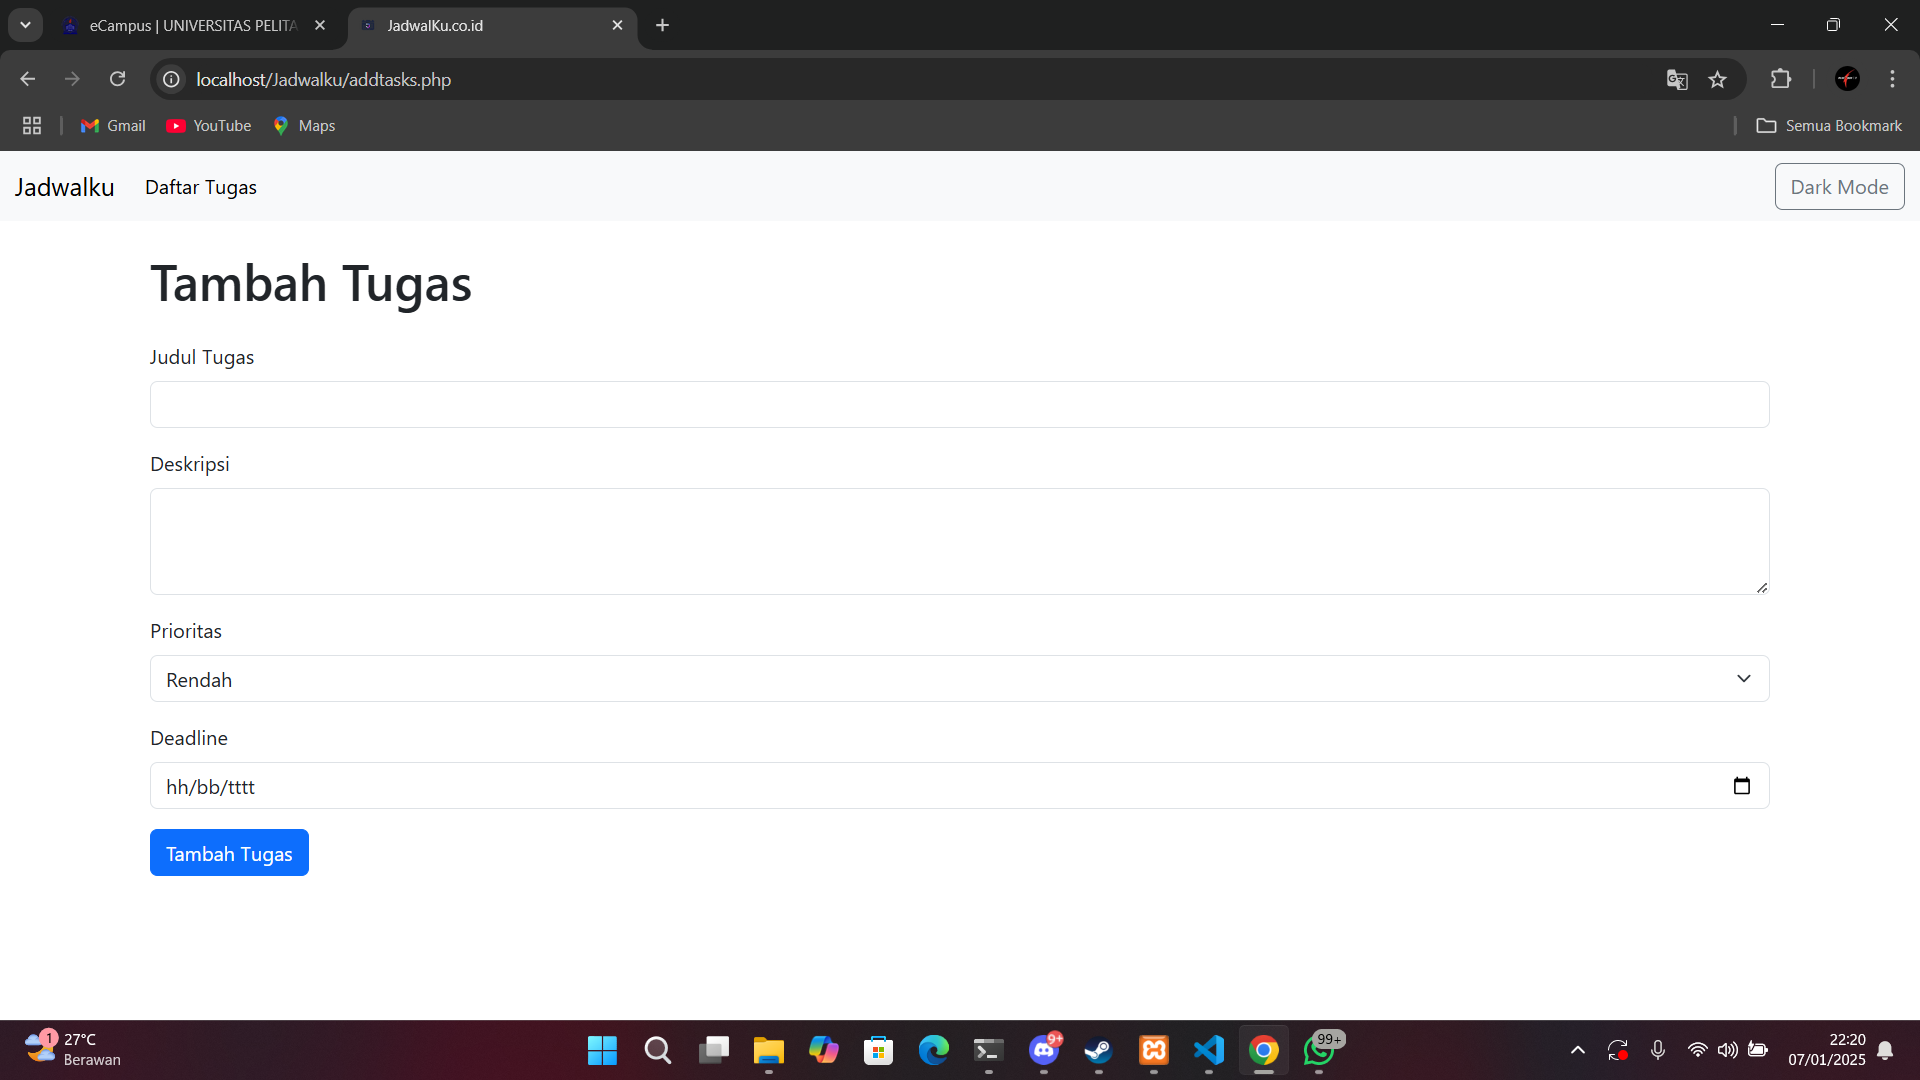 eCampus | UNIVERSITAS PELITA
JadwalKu.co.id
localhost/Jadwalku/addtasks.php
Gmail
YouTube
Maps
Semua Bookmark
Jadwalku
Daftar Tugas
Dark Mode
Tambah Tugas
Judul Tugas
Deskripsi
Prioritas
Rendah
Deadline
hh/bb/tttt
Tambah Tugas
1
27°C
Berawan
9+
99+
22:20
07/01/2025